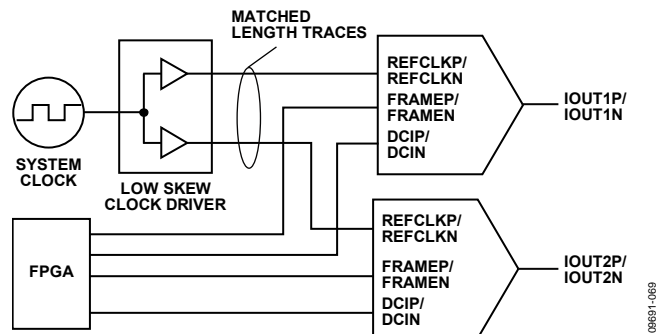 MATCHED
LENGTH TRACES
REFCLKP/
REFCLKN
FRAMEP/
FRAMEN
DCIP/
DCIN
IOUT1P/
IOUT1N
SYSTEM
CLOCK
LOW SKEW
CLOCK DRIVER
FPGA
REFCLKP/
REFCLKN
FRAMEP/
FRAMEN
DCIP/
DCIN
IOUT2P/
IOUT2N
09691-069